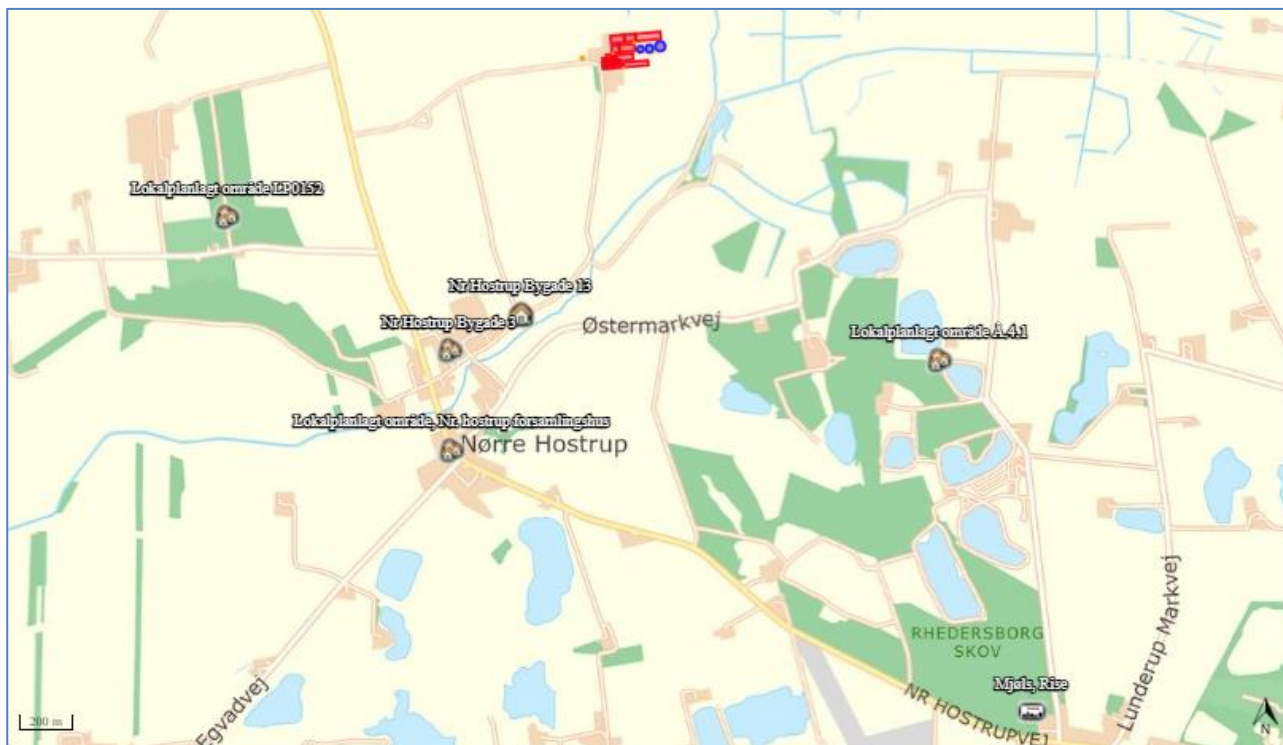 Lokalplanlagt område LP0152
Nr Hostrup Bygade 13
Østermarkvej
Nr Hostrup Bygade 3
Lokalplanlagt område Å.4.1
Lokalplanlagt område, Nr. hostrup forsamlingshus
Nørre Hostrup
RHEDERSBORG
SKOV
Lunderup Markvej
Mjøls, Rise
NR HOSTRUPVEJ
Egvadvej
200 m
N